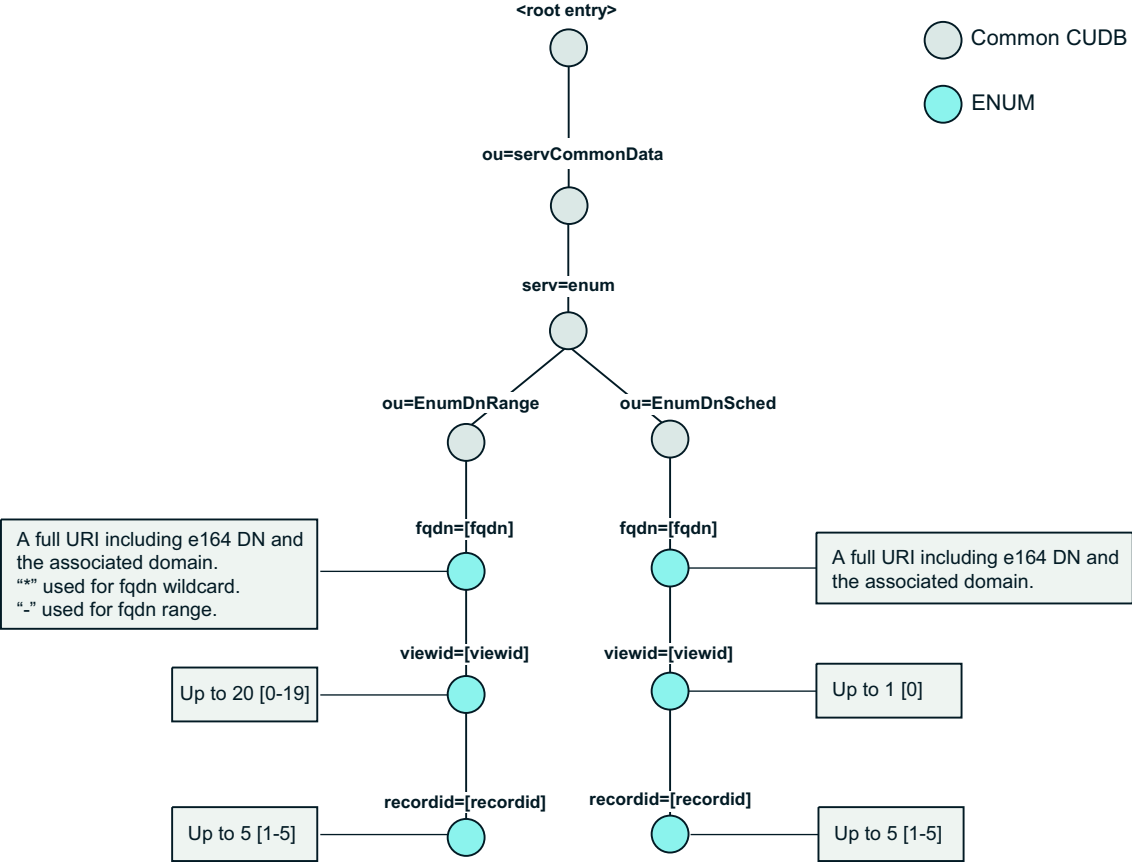 <root entry>
Common CUDB
ENUM
ou=servCommonData
serv=enum
ou=EnumDnRange
ou=EnumDnSched
fqdn=[fqdn]
fqdn=[fqdn]
A full URI including e164 DN and
the associated domain.
“*” used for fqdn wildcard.
“-” used for fqdn range.
A full URI including e164 DN and
the associated domain.
viewid=[viewid]
viewid=[viewid]
Up to 20 [0-19]
Up to 1 [0]
recordid=[recordid]
recordid=[recordid]
Up to 5 [1-5]
Up to 5 [1-5]